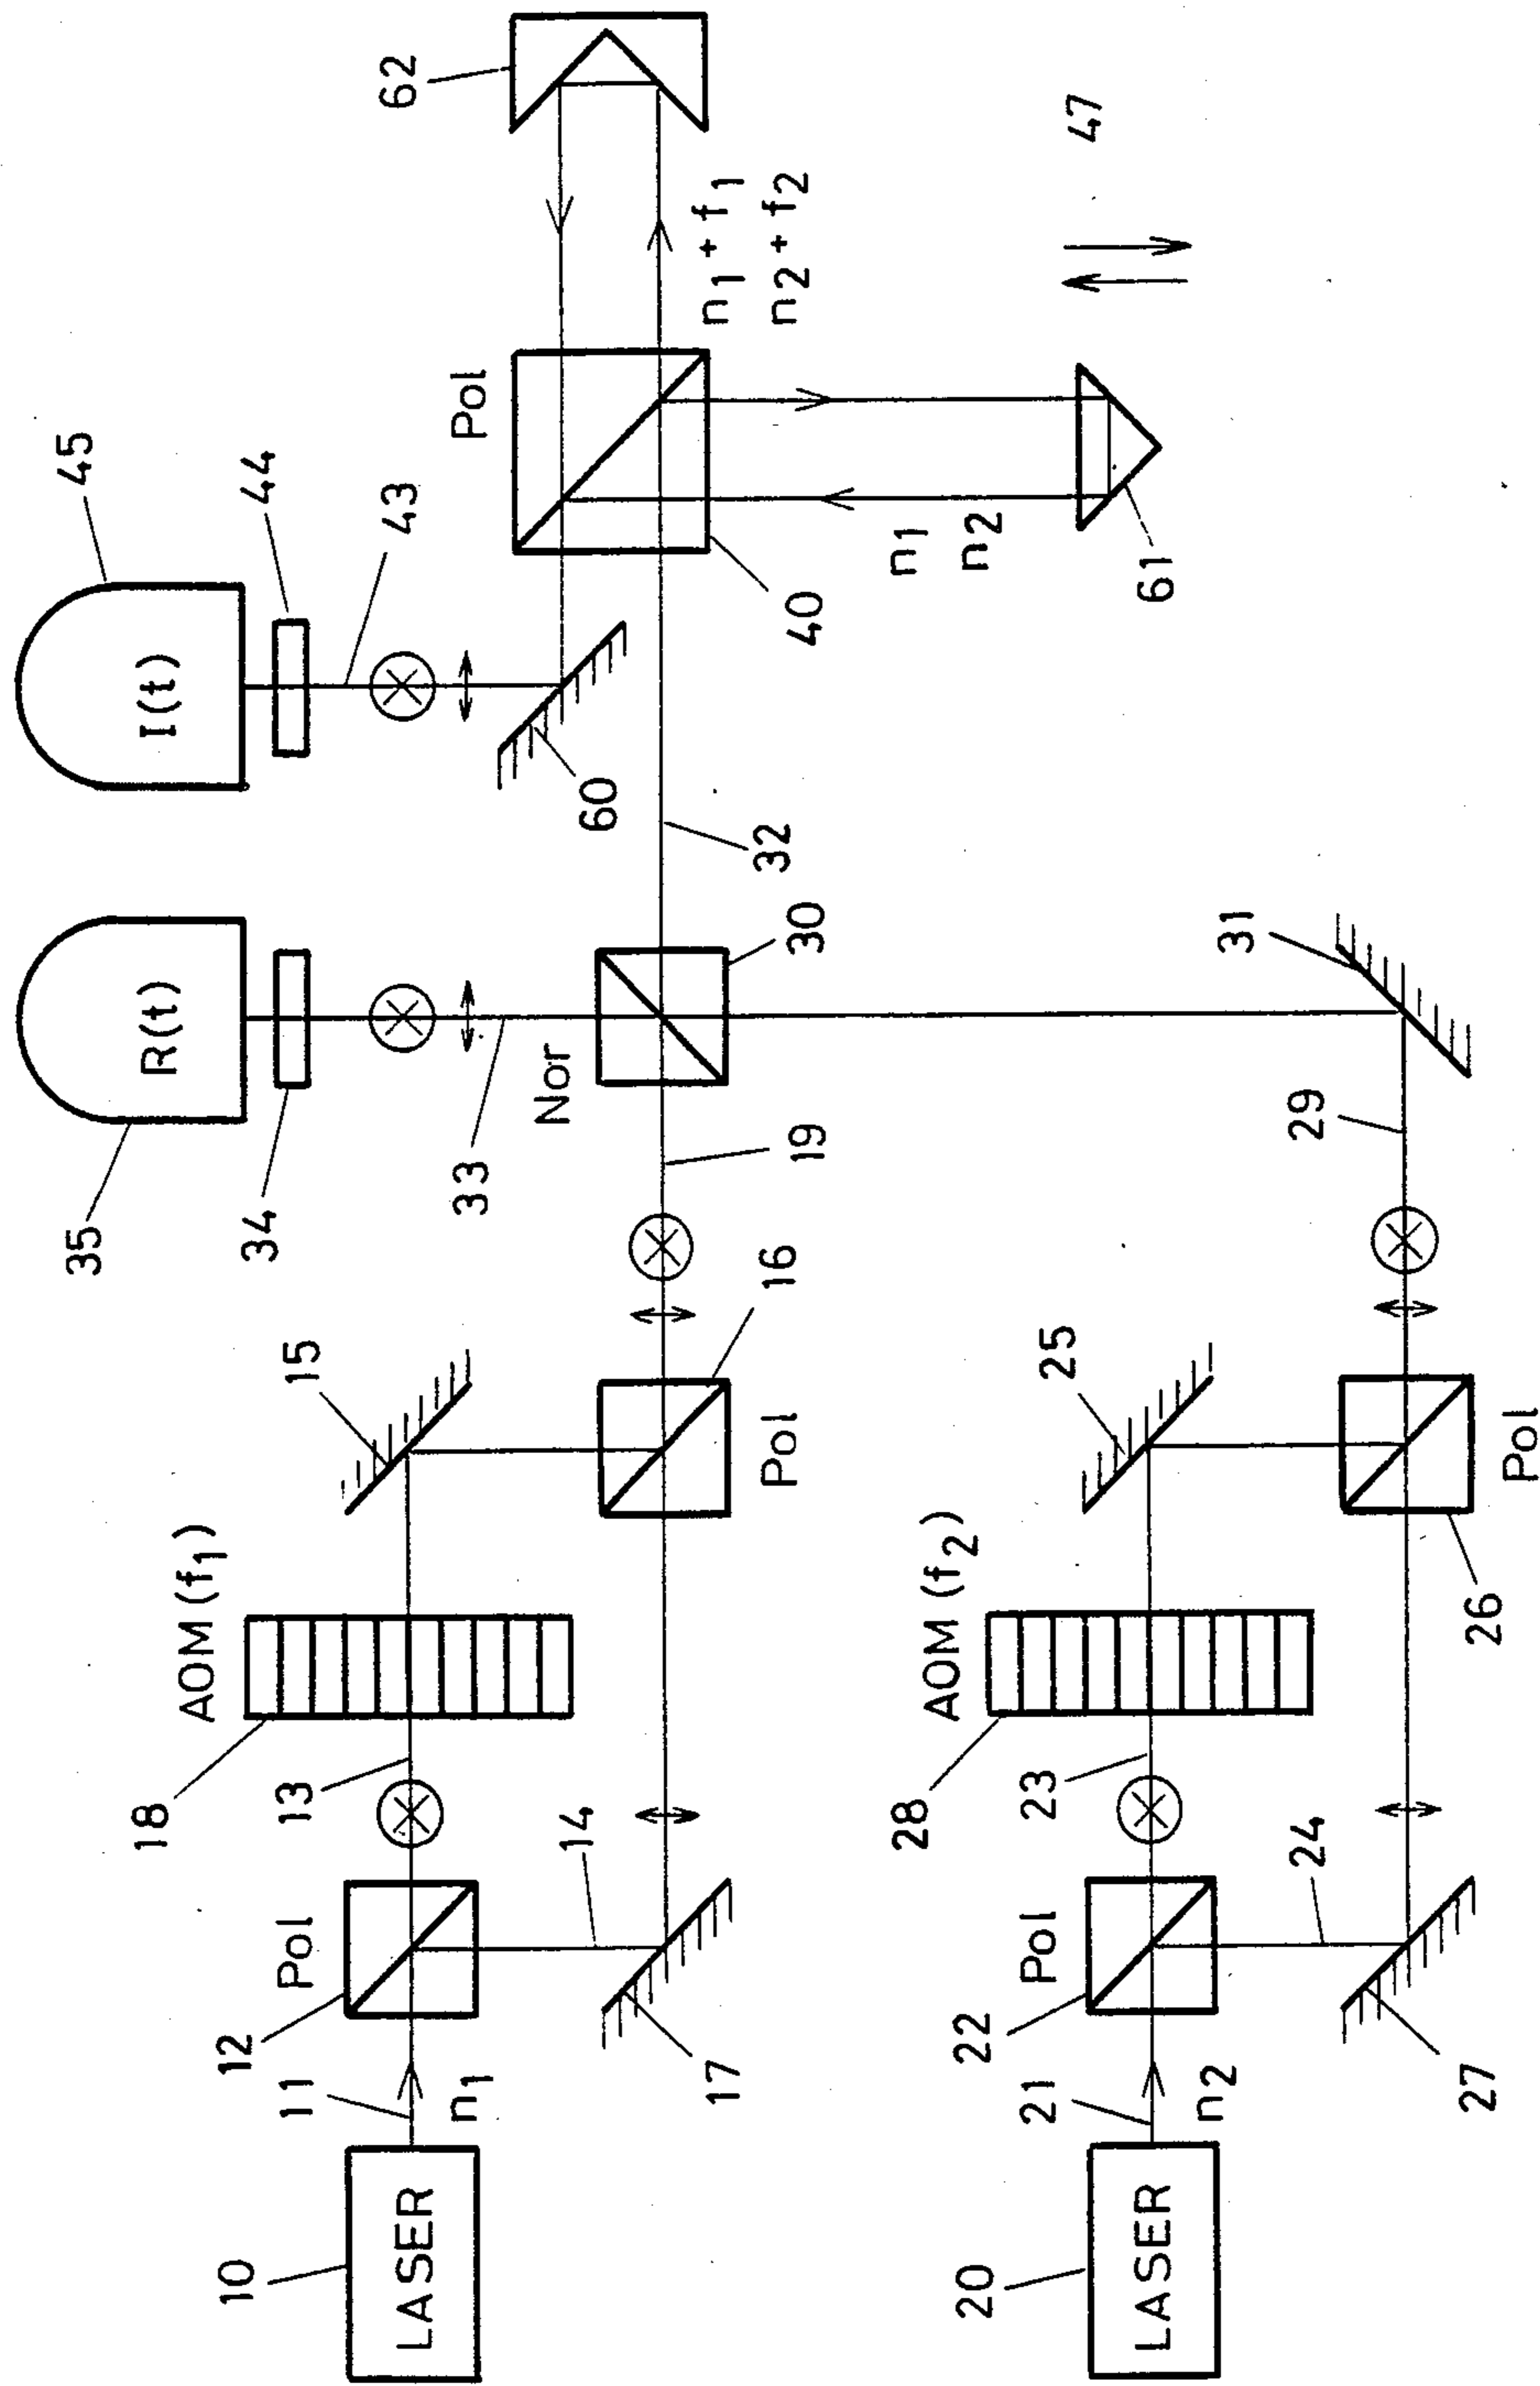 10
LASER
11
n1
12
Pol
13
14
17
18
AOM (f1)
15
16
Pol
19
20
LASER
21
n2
22
Pol
23
24
27
28
AOM (f2)
25
26
Pol
29
31
30
Nor
33
34
35
R(t)
32
60
43
44
45
I(t)
40
Pol
n1 + f1
n2 + f2
n1
n2
61
62
47